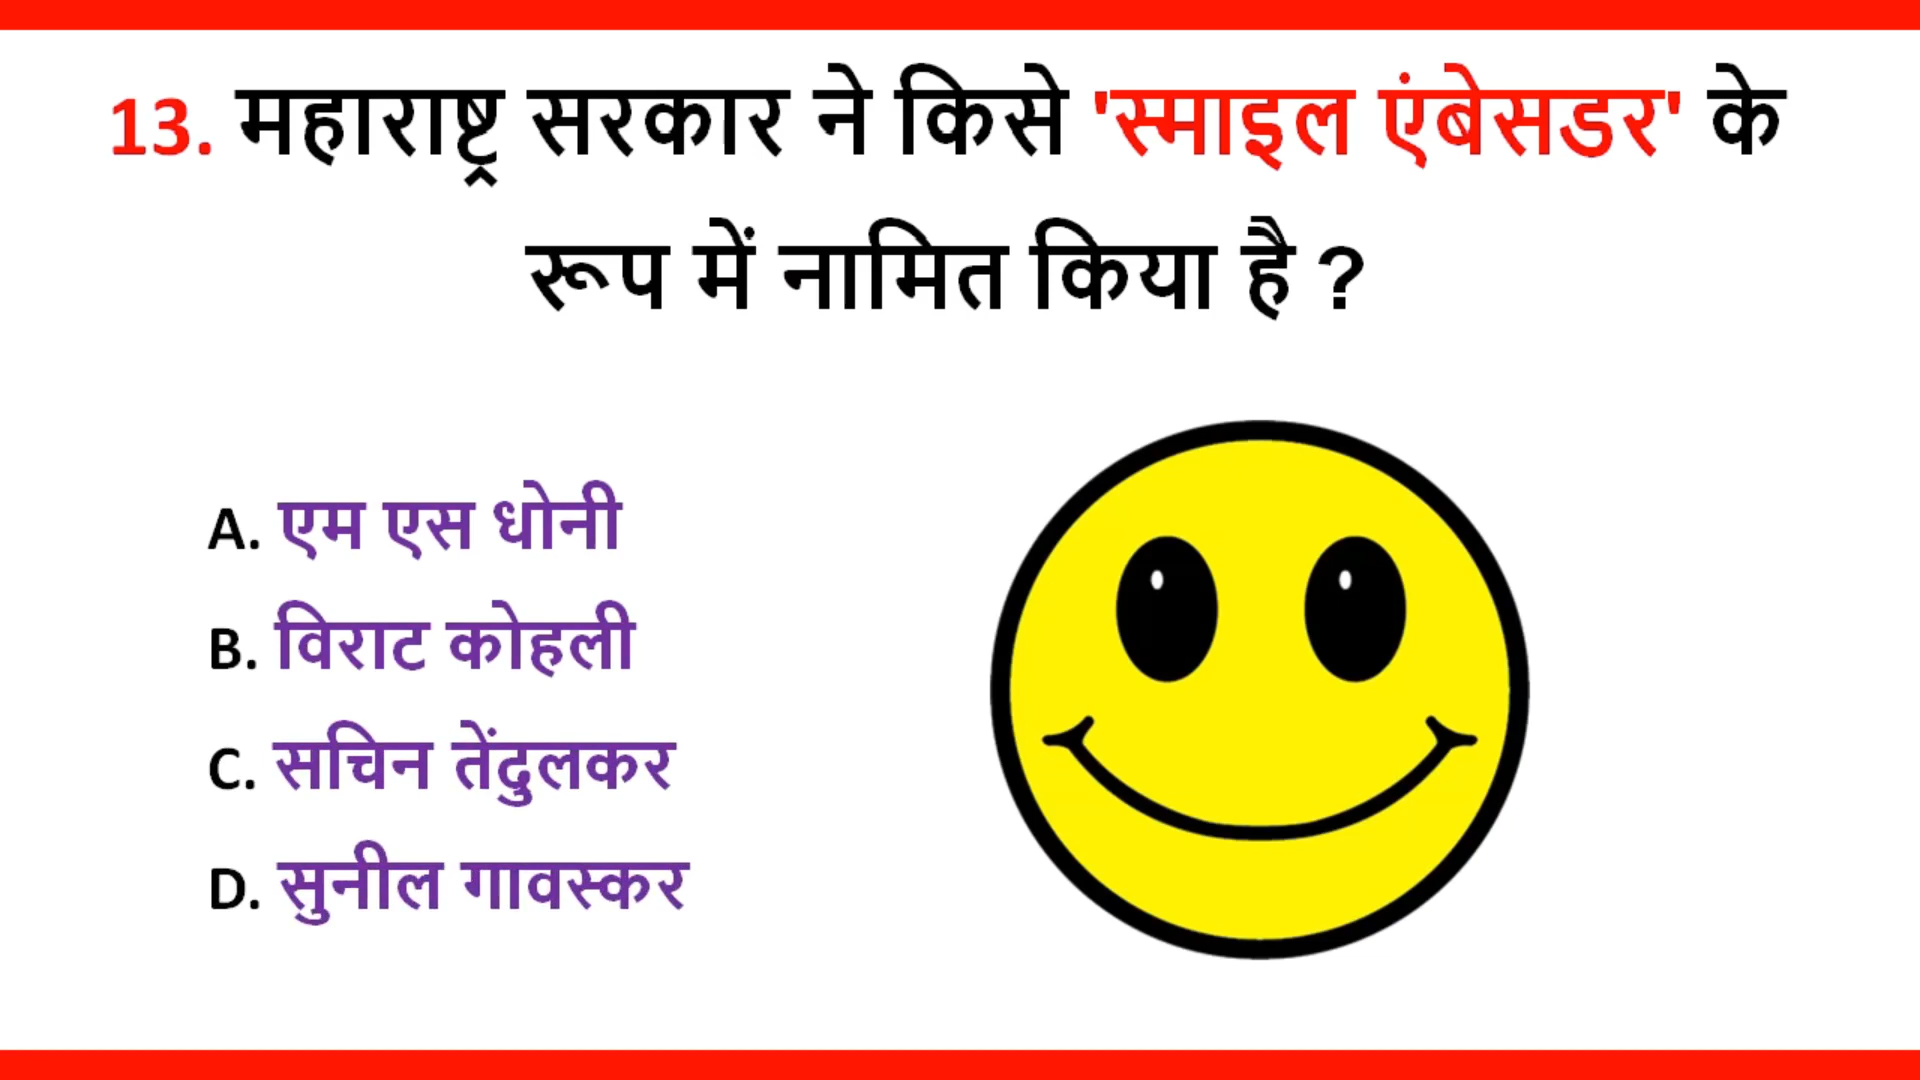 13. महाराष्ट्र सरकार ने किसे 'स्माइल एंबेसडर' के
रूप में नामित किया है ?
A. एम एस धोनी
B. विराट कोहली
C. सचिन तेंदुलकर
D. सुनील गावस्कर